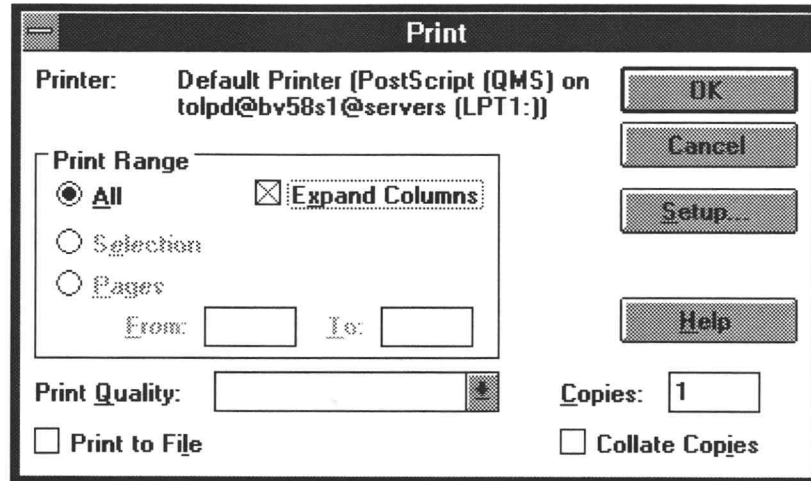 Print
Printer: Default Printer (PostScript (QMS) on
tolpd@bv58s1@servers (LPT1:))
OK
Cancel
Print Range
All
Expand Columns
Setup...
Selection
Pages
From: To:
Help
Print Quality:
Copies: 1
Print to File
Collate Copies